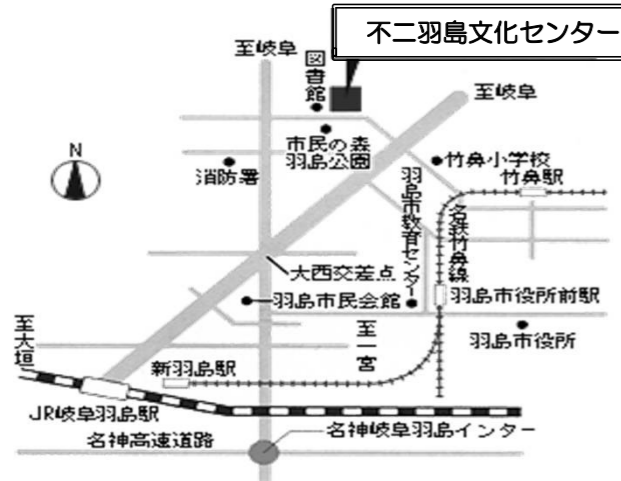 不二羽島文化センター
至岐阜
図書館
至岐阜
N
市民の森
羽島公園
竹鼻小学校
消防署
竹鼻駅
羽島市教育センター
名鉄竹鼻線
大西交差点
羽島市民会館
羽島市役所前駅
至大垣
至一宮
羽島市役所
新羽島駅
JR岐阜羽島駅
名神高速道路
名神岐阜羽島インター